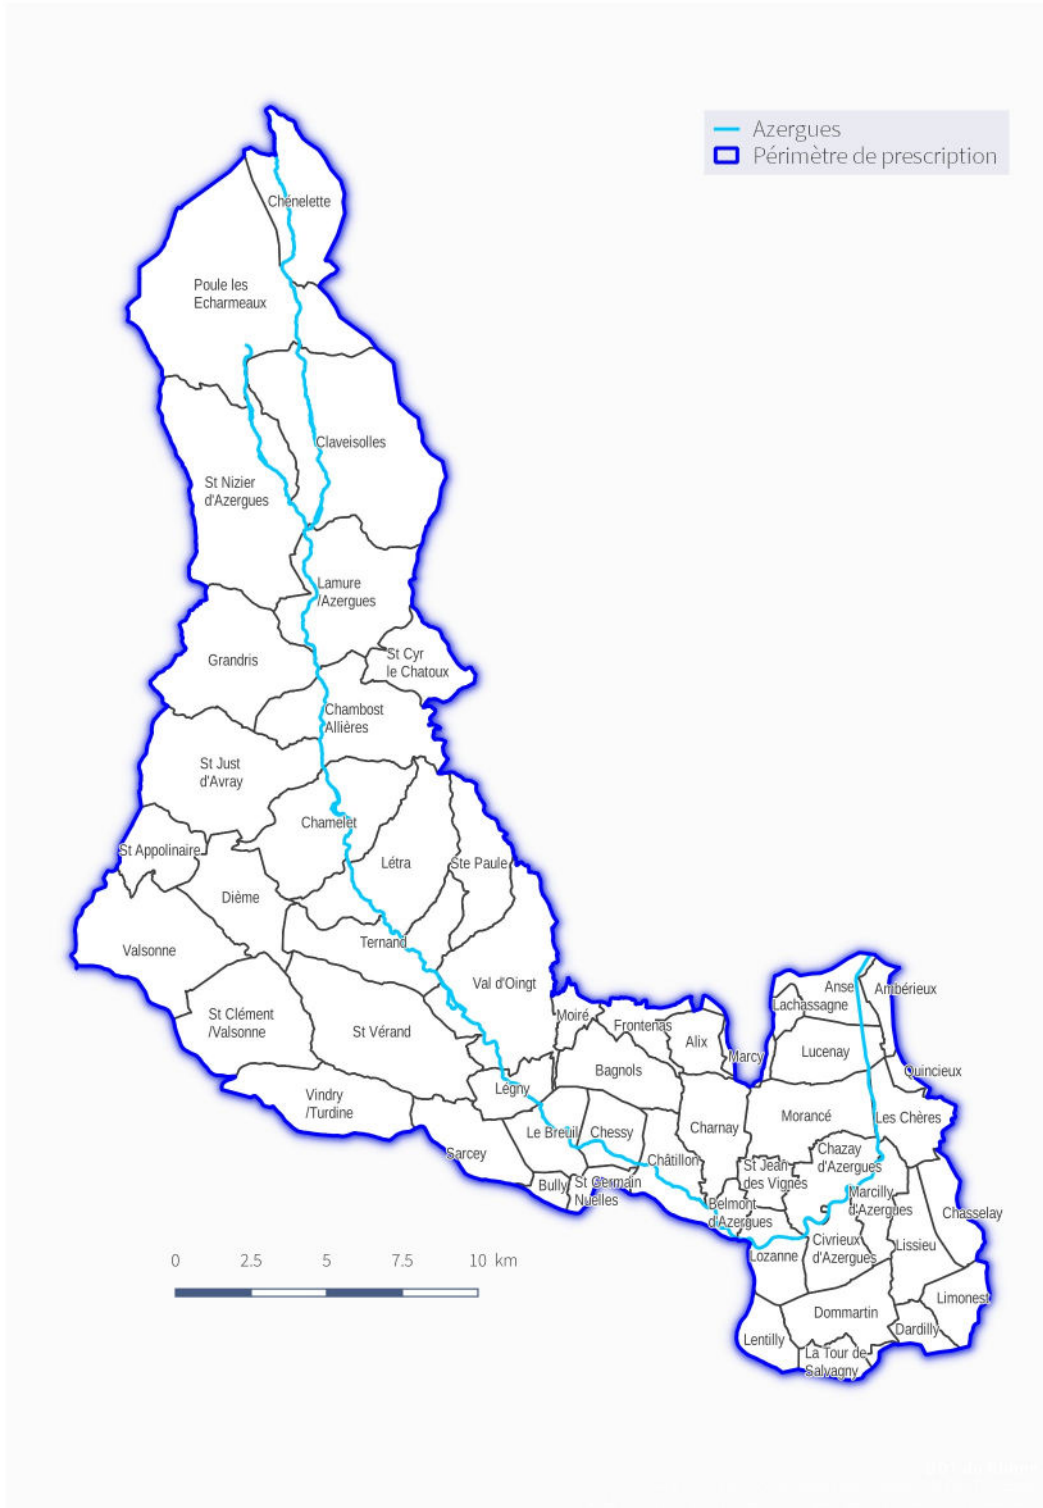 Azergues
Périmètre de prescription
Chénelette
Poule les
Echarmeaux
Claveisolles
St Nizier
d'Azergues
Lamure
/Azergues
St Cyr
le Chatoux
Grandris
Chambost
Allières
St Just
d'Avray
Chamelet
St Appolinaire
Létra
Ste Paule
Dième
Ternand
Valsonne
Val d'Oingt
Anse
Ambérieux
Lachassagne
St Clément
/Valsonne
St Vérand
Moiré
Frontenas
Alix
Marcy
Lucenay
Quincieux
Bagnols
Légny
Vindry
/Turdine
Morancé
Les Chères
Charnay
Le Breuil
Chessy
Sarcey
Châtillon
Chazay
d'Azergues
St Jean
des Vignes
Bully
St Germain
Nuelles
Marcilly
d'Azergues
Belmont
d'Azergues
Chasselay
Lozanne
Civrieux
d'Azergues
Lissieu
0 2.5 5 7.5 10 km
Limonest
Dommartin
Dardilly
Lentilly
La Tour de
Salvagny